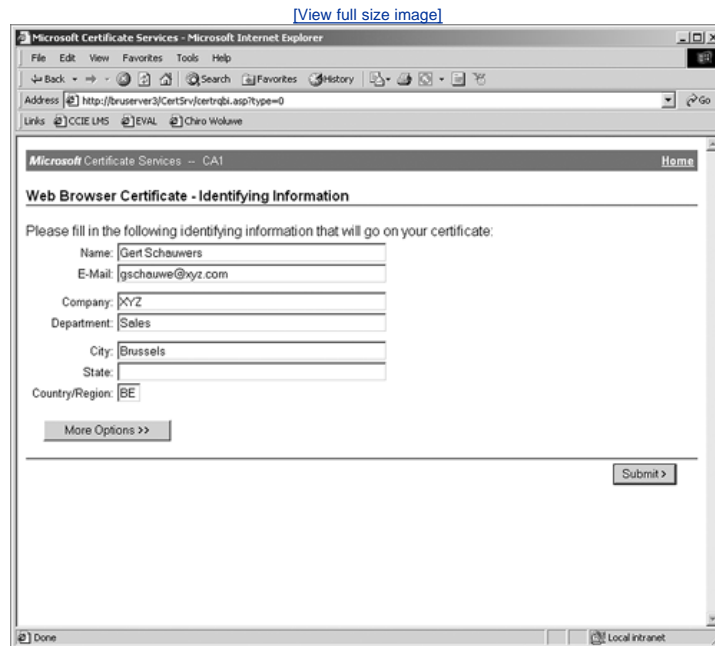 [View full size image]
Microsoft Certificate Services - Microsoft Internet Explorer
File Edit View Favorites Tools Help
Back Search Favorites History
Address http://bruserver3/CertSrv/certrqbi.asp?type=0 Go
Links CCIE LMS EVAL Chiro Woluwe
Microsoft Certificate Services -- CA1 Home
Web Browser Certificate - Identifying Information
Please fill in the following identifying information that will go on your certificate:
Name: Gert Schauwers
E-Mail: gschauwe@xyz.com
Company: XYZ
Department: Sales
City: Brussels
State:
Country/Region: BE
More Options >>
Submit >
Done Local intranet